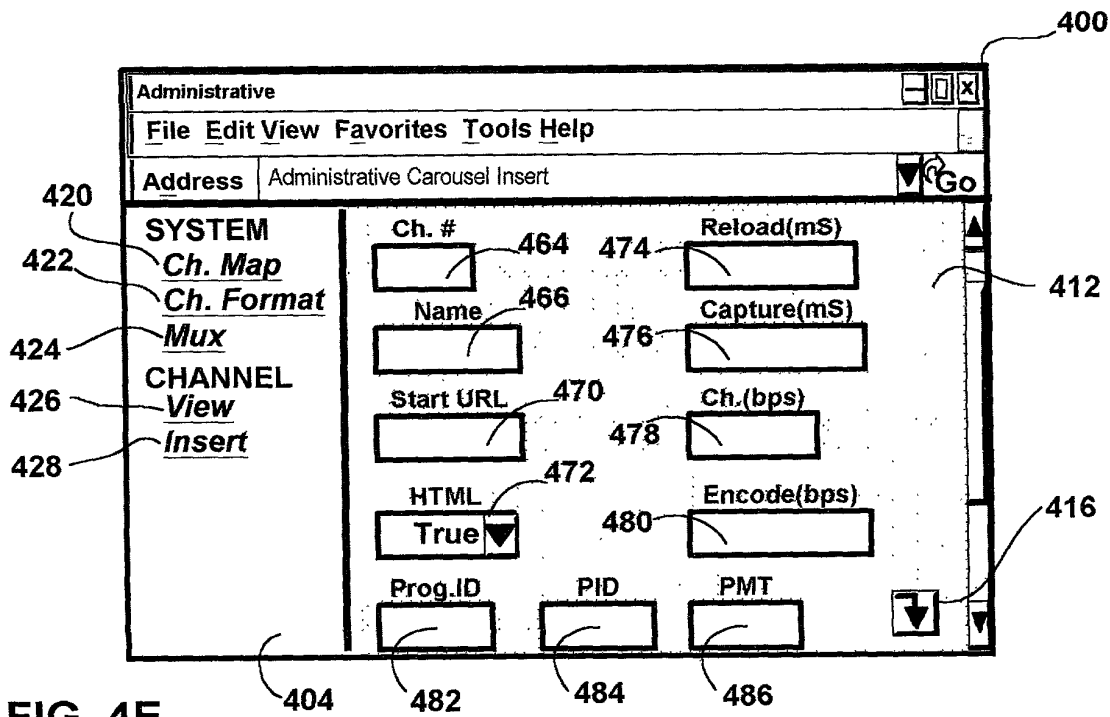 400
Administrative
File Edit View Favorites Tools Help
Address Administrative Carousel Insert Go
420
SYSTEM
Ch. Map
422
Ch. Format
424
Mux
CHANNEL
426
View
428
Insert
Ch. #
464
Reload(mS)
474
412
Name
466
Capture(mS)
476
Start URL
470
Ch.(bps)
478
HTML
472
True
Encode(bps)
480
416
Prog.ID PID PMT
404
482
484
486
FIG. 4E